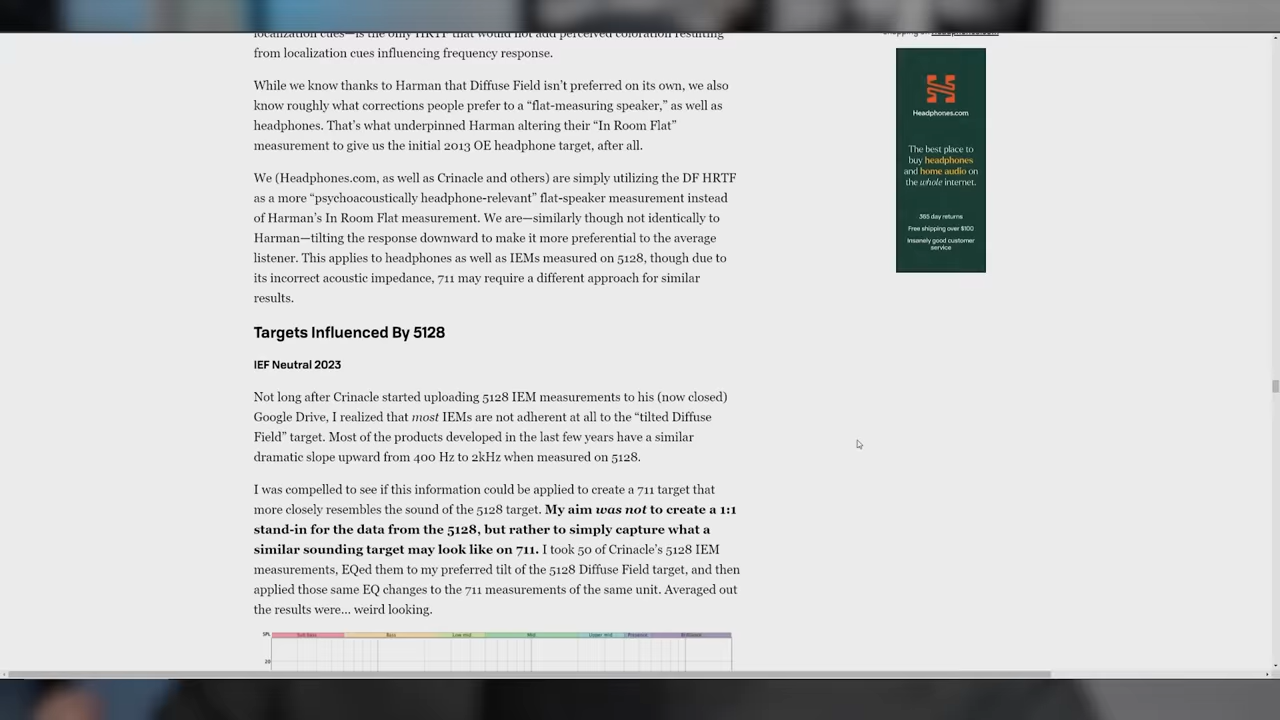 localization cues—is the only HRTF that would not add perceived coloration resulting
from localization cues influencing frequency response.
While we know thanks to Harman that Diffuse Field isn't preferred on its own, we also
know roughly what corrections people prefer to a “flat-measuring speaker,” as well as
headphones. That's what underpinned Harman altering their “In Room Flat”
measurement to give us the initial 2013 OE headphone target, after all.
We (Headphones.com, as well as Crinacle and others) are simply utilizing the DF HRTF
as a more “psychoacoustically headphone-relevant” flat-speaker measurement instead
of Harman's In Room Flat measurement. We are—similarly though not identically to
Harman—tilting the response downward to make it more preferential to the average
listener. This applies to headphones as well as IEMs measured on 5128, though due to
its incorrect acoustic impedance, 711 may require a different approach for similar
results.
Targets Influenced By 5128
IEF Neutral 2023
Not long after Crinacle started uploading 5128 IEM measurements to his (now closed)
Google Drive, I realized that most IEMs are not adherent at all to the “tilted Diffuse
Field” target. Most of the products developed in the last few years have a similar
dramatic slope upward from 400 Hz to 2kHz when measured on 5128.
I was compelled to see if this information could be applied to create a 711 target that
more closely resembles the sound of the 5128 target. My aim was not to create a 1:1
stand-in for the data from the 5128, but rather to simply capture what a
similar sounding target may look like on 711. I took 50 of Crinacle's 5128 IEM
measurements, EQed them to my preferred tilt of the 5128 Diffuse Field target, and then
applied those same EQ changes to the 711 measurements of the same unit. Averaged out
the results were… weird looking.
SPL
Sub bass
Bass
Low mid
Mid
Upper mid
Presence
Brilliance
20
Headphones.com
The best place to
buy headphones
and home audio on
the whole internet.
365 day returns
Free shipping over $100
Insanely good customer
service